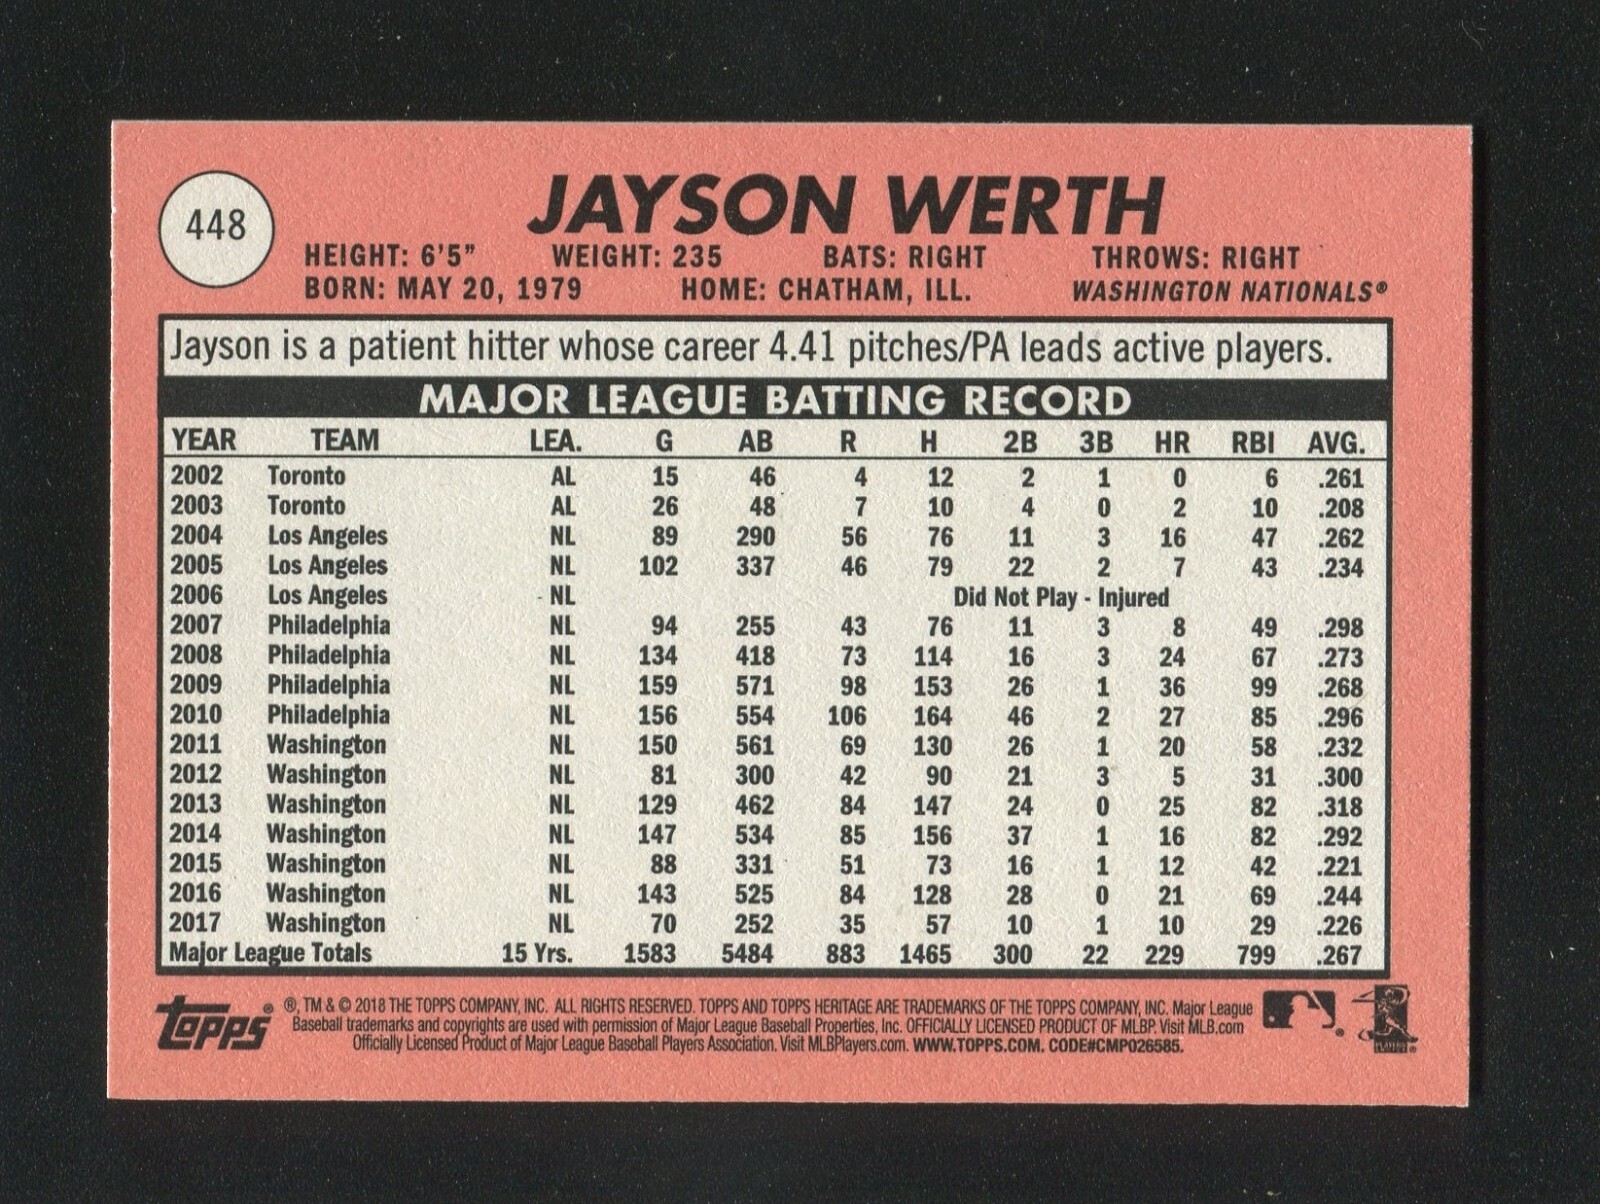 448
JAYSON WERTH
HEIGHT: 6'5" WEIGHT: 235 BATS: RIGHT THROWS: RIGHT
BORN: MAY 20, 1979 HOME: CHATHAM, ILL. WASHINGTON NATIONALS®
Jayson is a patient hitter whose career 4.41 pitches/PA leads active players.
MAJOR LEAGUE BATTING RECORD
YEAR TEAM LEA. G AB R H 2B 3B HR RBI AVG.
2002 Toronto AL 15 46 4 12 2 1 0 6 .261
2003 Toronto AL 26 48 7 10 4 0 2 10 .208
2004 Los Angeles NL 89 290 56 76 11 3 16 47 .262
2005 Los Angeles NL 102 337 46 79 22 2 7 43 .234
2006 Los Angeles NL Did Not Play - Injured
2007 Philadelphia NL 94 255 43 76 11 3 8 49 .298
2008 Philadelphia NL 134 418 73 114 16 3 24 67 .273
2009 Philadelphia NL 159 571 98 153 26 1 36 99 .268
2010 Philadelphia NL 156 554 106 164 46 2 27 85 .296
2011 Washington NL 150 561 69 130 26 1 20 58 .232
2012 Washington NL 81 300 42 90 21 3 5 31 .300
2013 Washington NL 129 462 84 147 24 0 25 82 .318
2014 Washington NL 147 534 85 156 37 1 16 82 .292
2015 Washington NL 88 331 51 73 16 1 12 42 .221
2016 Washington NL 143 525 84 128 28 0 21 69 .244
2017 Washington NL 70 252 35 57 10 1 10 29 .226
Major League Totals 15 Yrs. 1583 5484 883 1465 300 22 229 799 .267
topps®
®, TM & © 2018 THE TOPPS COMPANY, INC. ALL RIGHTS RESERVED. TOPPS AND TOPPS HERITAGE ARE TRADEMARKS OF THE TOPPS COMPANY, INC. Major League
Baseball trademarks and copyrights are used with permission of Major League Baseball Properties, Inc. OFFICIALLY LICENSED PRODUCT OF MLBP. Visit MLB.com
Officially Licensed Product of Major League Baseball Players Association. Visit MLBPlayers.com. WWW.TOPPS.COM. CODE#CMP026585.